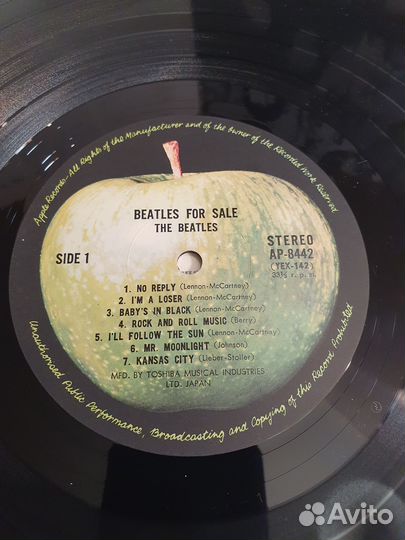 Apple Records-All Rights of the Manufacturer and of the Owner of the Recorded Work Reserved
BEATLES FOR SALE
THE BEATLES
SIDE 1
STEREO
AP-8442
(YEX-142)
33⅓ r.p.m.
1. NO REPLY (Lennon-McCartney)
2. I'M A LOSER (Lennon-McCartney)
3. BABY'S IN BLACK (Lennon-McCartney)
4. ROCK AND ROLL MUSIC (Berry)
5. I'LL FOLLOW THE SUN (Lennon-McCartney)
6. MR. MOONLIGHT (Johnson)
7. KANSAS CITY (Lieber-Stoller)
MFD. BY TOSHIBA MUSICAL INDUSTRIES
LTD. JAPAN
Unauthorised Public Performance, Broadcasting and Copying of this Record Prohibited
Avito